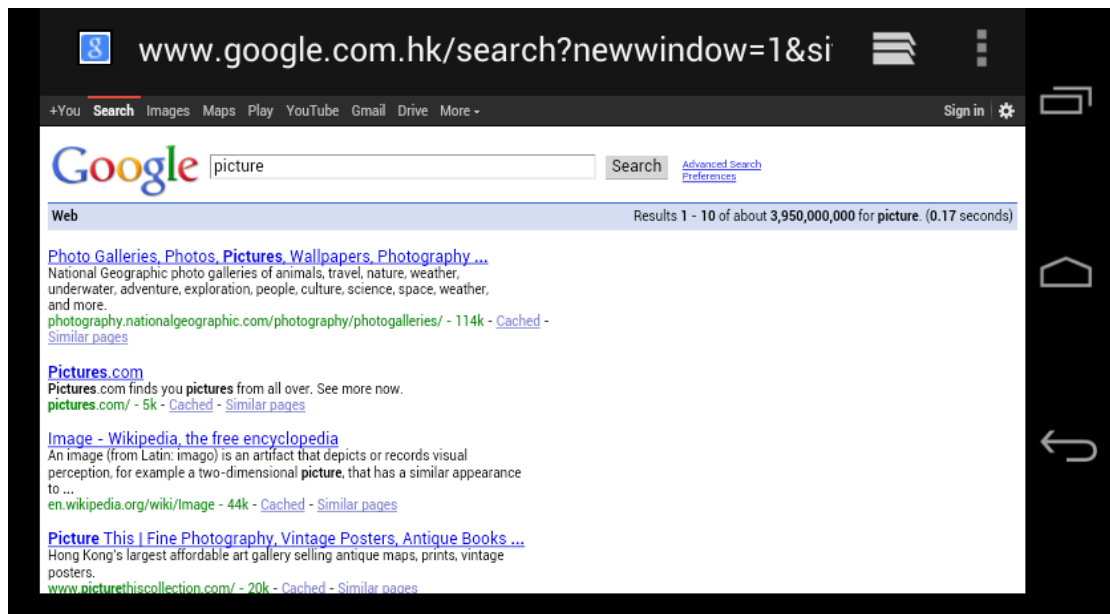 www.google.com.hk/search?newwindow=1&si
+You Search Images Maps Play YouTube Gmail Drive More
Sign in
Google picture Search Advanced Search
Preferences
Web Results 1 - 10 of about 3,950,000,000 for picture. (0.17 seconds)
Photo Galleries, Photos, Pictures, Wallpapers, Photography ...
National Geographic photo galleries of animals, travel, nature, weather,
underwater, adventure, exploration, people, culture, science, space, weather,
and more.
photography.nationalgeographic.com/photography/photogalleries/ - 114k - Cached -
Similar pages
Pictures.com
Pictures.com finds you pictures from all over. See more now.
pictures.com/ - 5k - Cached - Similar pages
Image - Wikipedia, the free encyclopedia
An image (from Latin: imago) is an artifact that depicts or records visual
perception, for example a two-dimensional picture, that has a similar appearance
to ...
en.wikipedia.org/wiki/Image - 44k - Cached - Similar pages
Picture This | Fine Photography, Vintage Posters, Antique Books ...
Hong Kong's largest affordable art gallery selling antique maps, prints, vintage
posters.
www.picturethiscollection.com/ - 20k - Cached - Similar pages